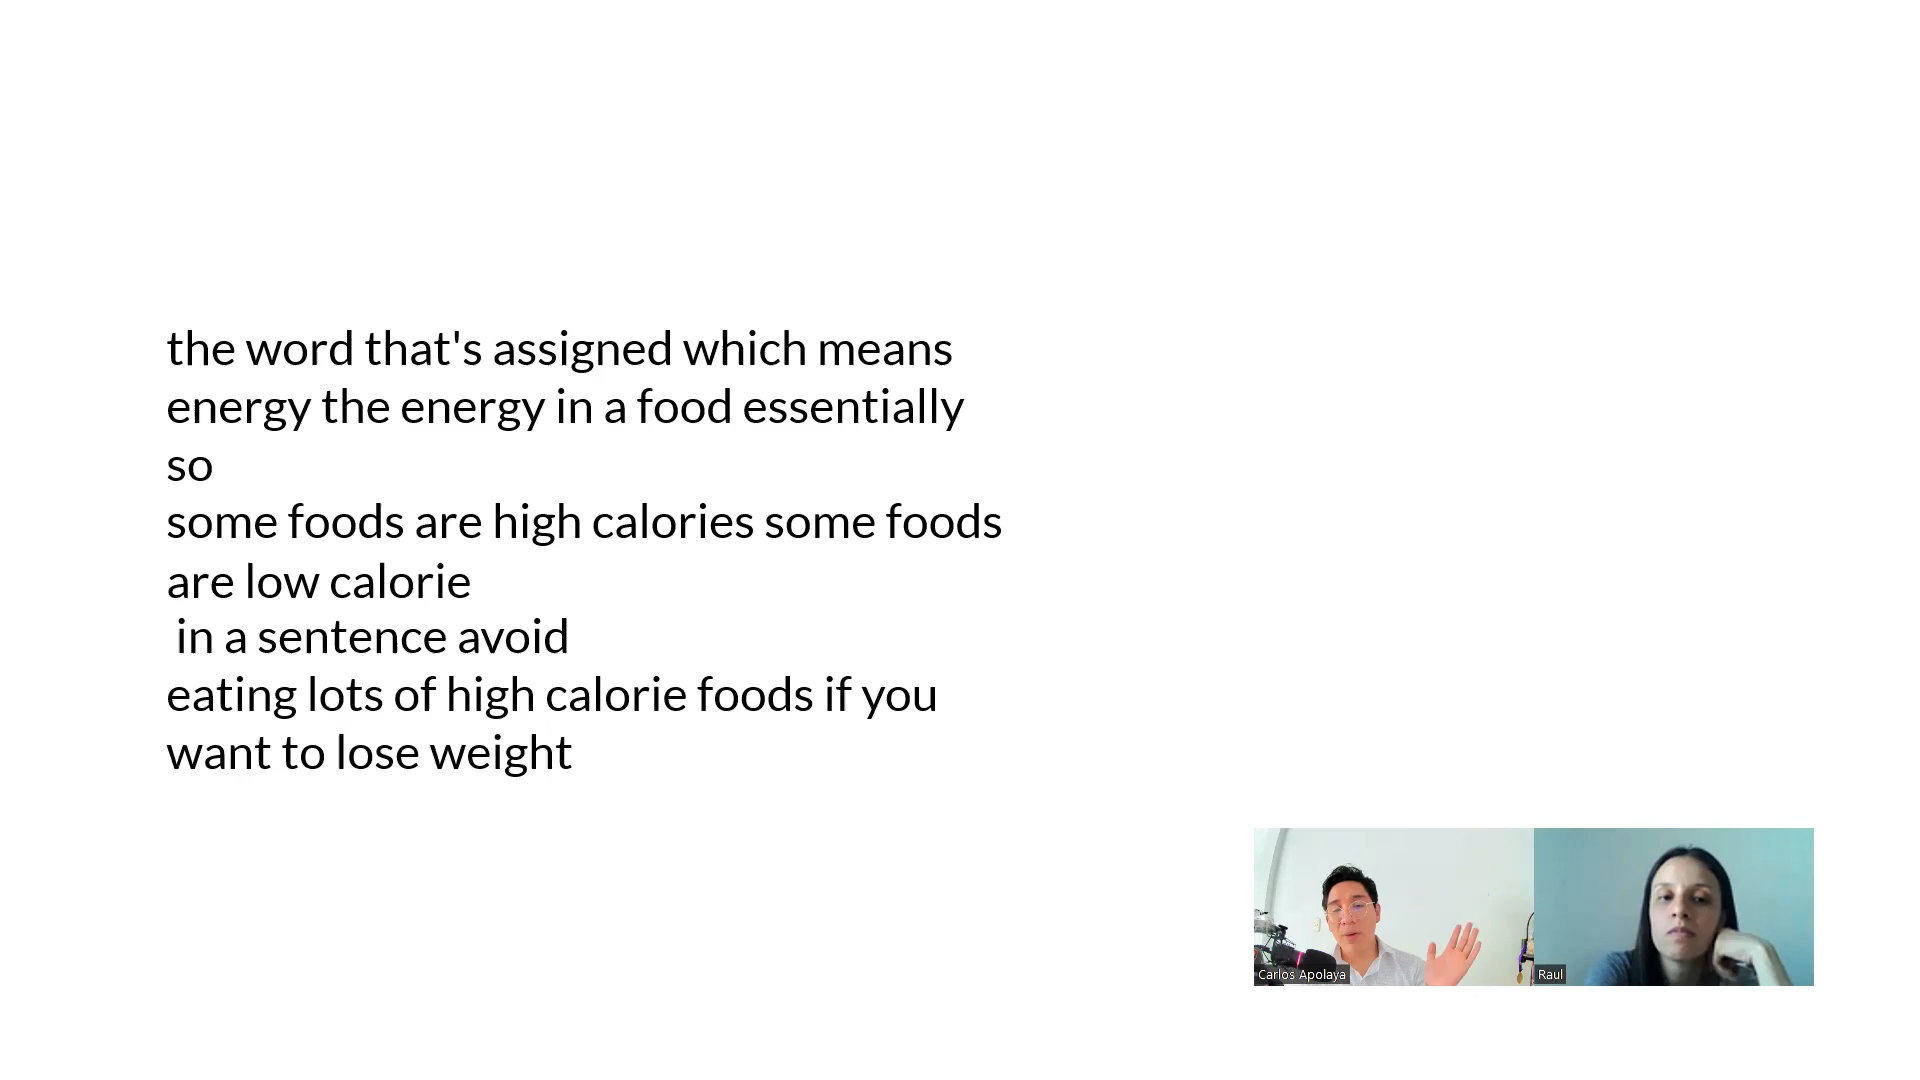 the word that's assigned which means
energy the energy in a food essentially
so
some foods are high calories some foods
are low calorie
in a sentence avoid
eating lots of high calorie foods if you
want to lose weight
Carlos Apolaya
Raul